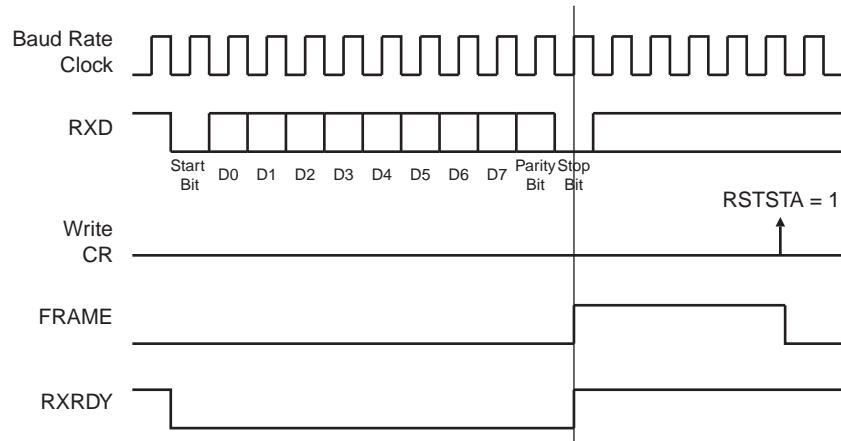 Baud Rate
Clock
RXD
Start
Bit
D0
D1
D2
D3
D4
D5
D6
D7
Parity
Bit
Stop
Bit
RSTSTA = 1
Write
CR
FRAME
RXRDY